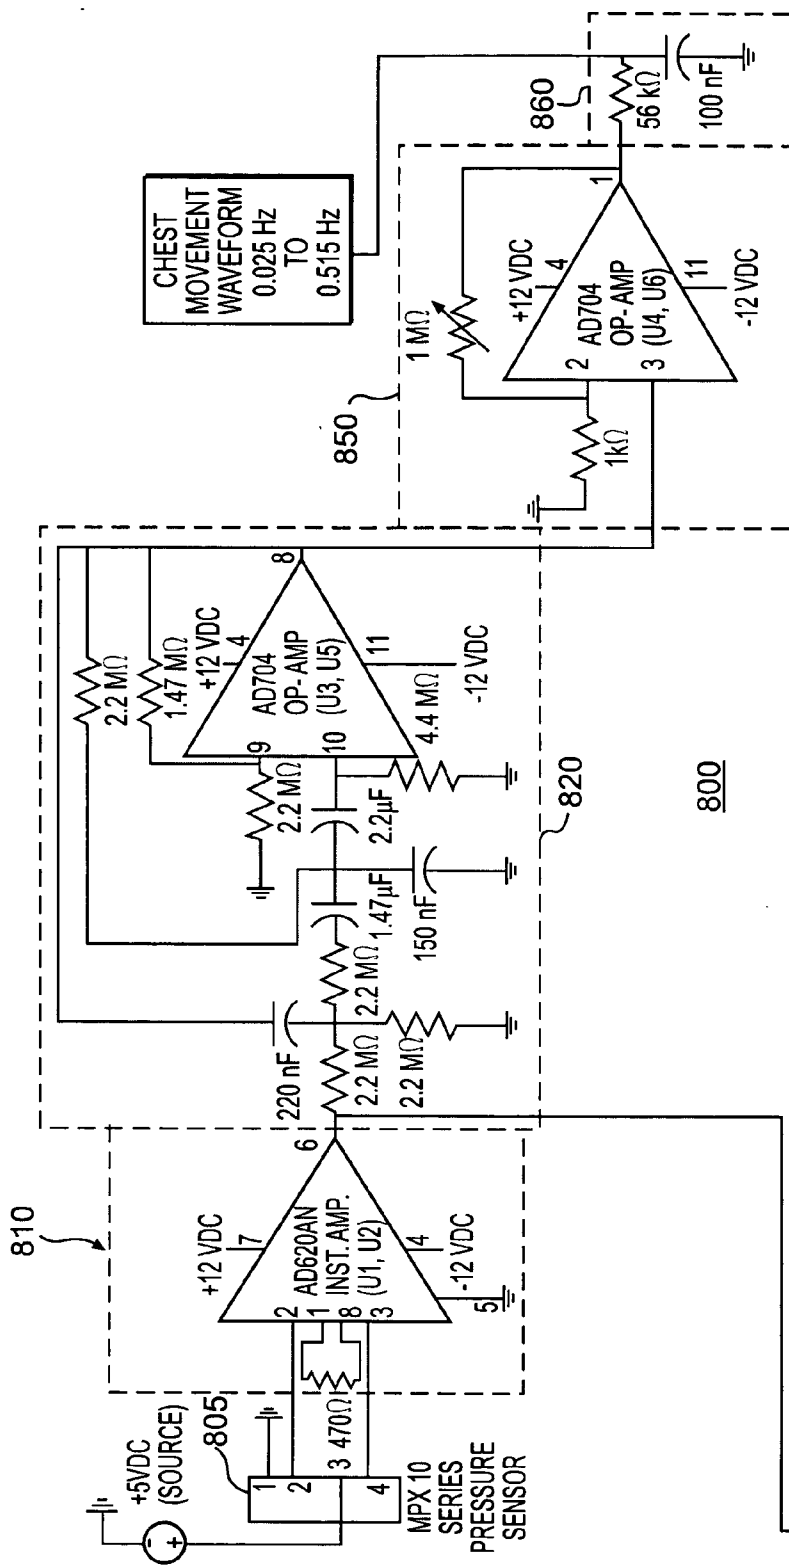 +5VDC
(SOURCE)
-
+
805
1
2
3
4
MPX 10
SERIES
PRESSURE
SENSOR
470Ω
810
+12 VDC
7
2
1
8
3
AD620AN
INST. AMP.
(U1, U2)
6
4
-12 VDC
5
220 nF
2.2 MΩ
2.2 MΩ
2.2 MΩ
1.47μF
150 nF
2.2μF
2.2 MΩ
2.2 MΩ
1.47 MΩ
+12 VDC
4
9
10
AD704
OP- AMP
(U3, U5)
8
11
-12 VDC
4.4 MΩ
820
800
850
1 MΩ
1kΩ
+12 VDC
4
2
3
AD704
OP- AMP
(U4, U6)
1
11
-12 VDC
860
56 kΩ
100 nF
CHEST
MOVEMENT
WAVEFORM
0.025 Hz
TO
0.515 Hz